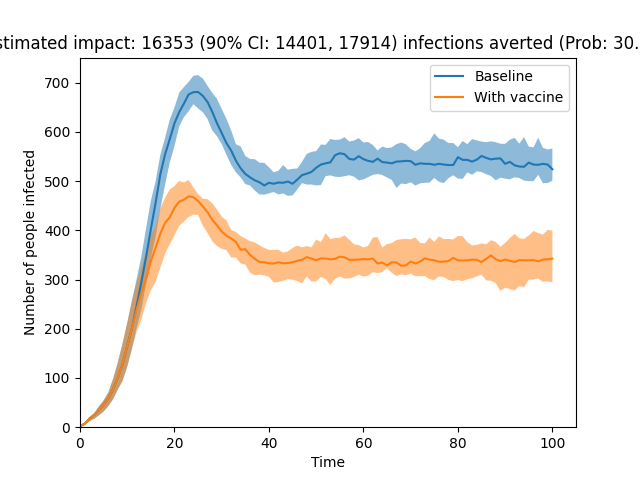 stimated impact: 16353 (90% CI: 14401, 17914) infections averted (Prob: 30.
Baseline
With vaccine
700
600
500
400
300
200
100
0
Number of people infected
0 20 40 60 80 100
Time